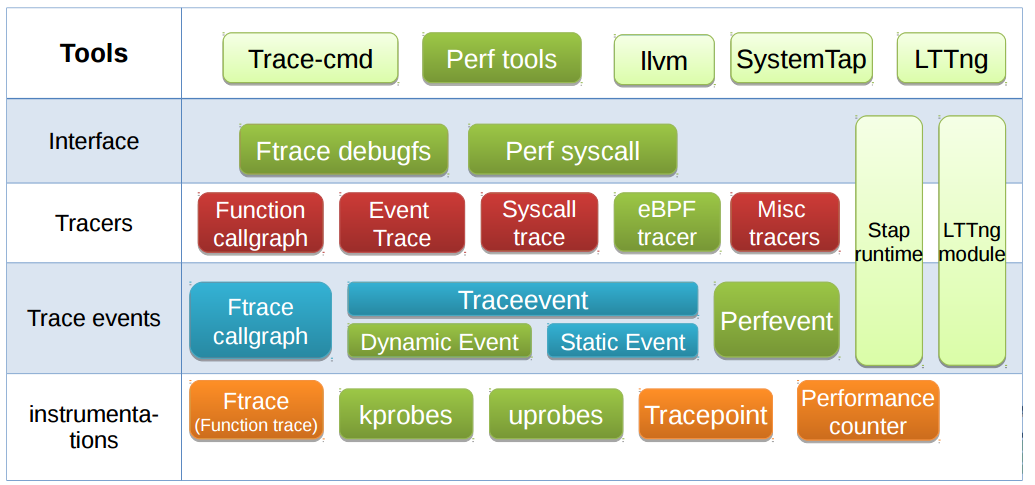 Tools
Trace-cmd
Perf tools
llvm
SystemTap
LTTng
Interface
Ftrace debugfs
Perf syscall
Tracers
Function
callgraph
Event
Trace
Syscall
trace
eBPF
tracer
Misc
tracers
Stap
runtime
LTTng
module
Trace events
Ftrace
callgraph
Traceevent
Dynamic Event
Static Event
Perfevent
instrumenta-
tions
Ftrace
(Function trace)
kprobes
uprobes
Tracepoint
Performance
counter